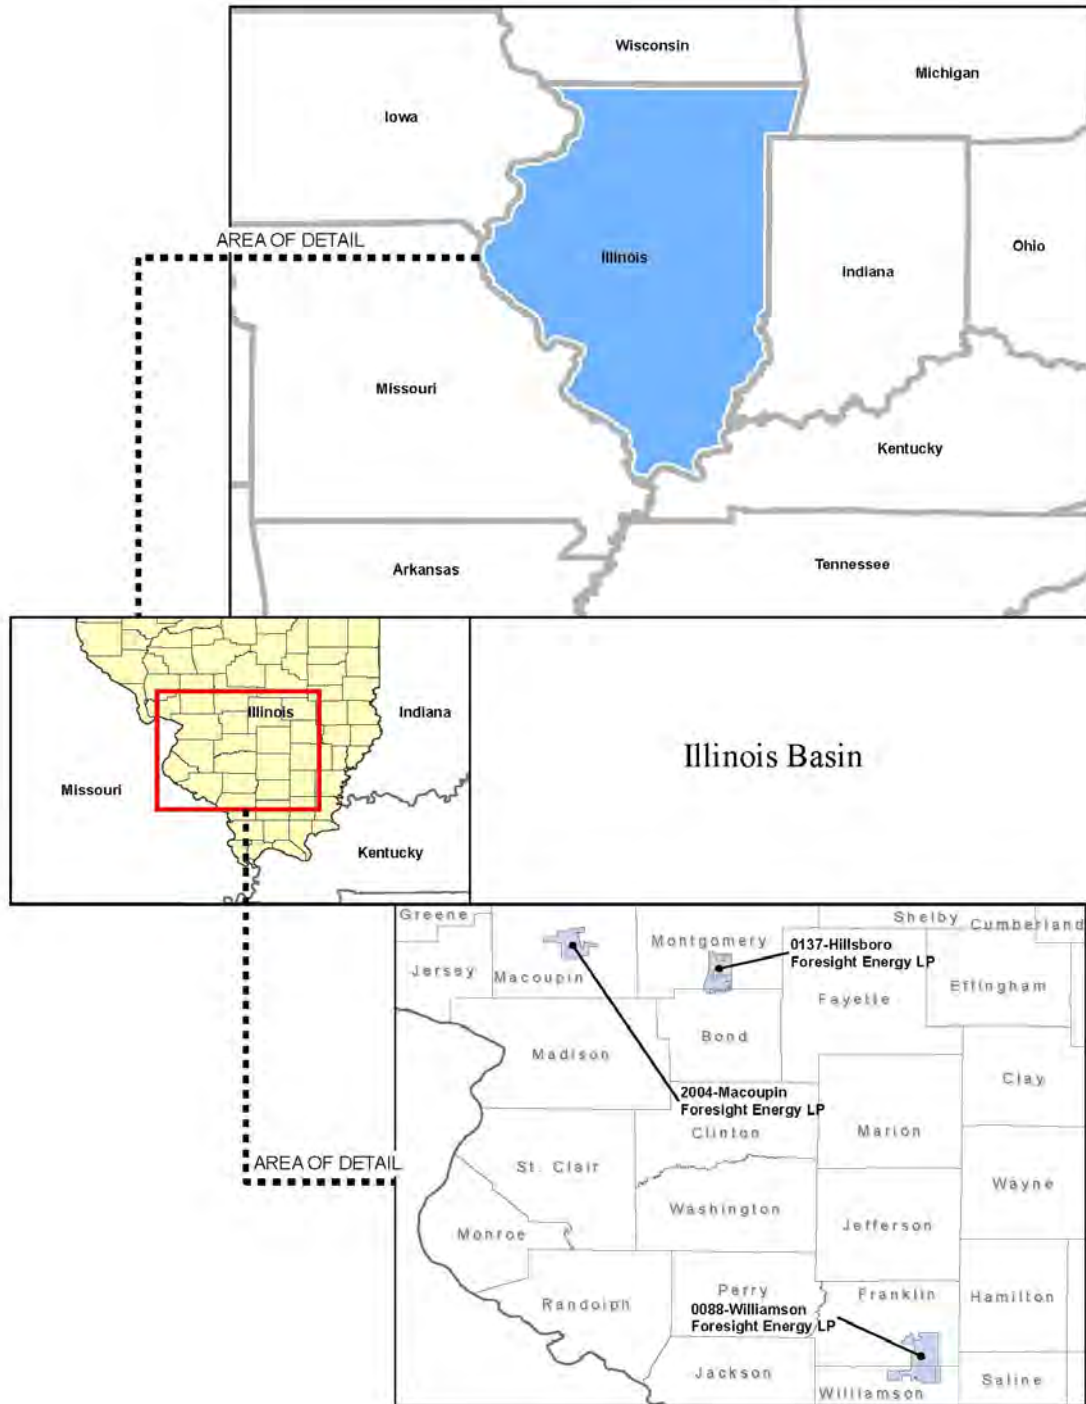 Wisconsin
Michigan
Iowa
AREA OF DETAIL
Illinois
Ohio
Indiana
Missouri
Kentucky
Arkansas
Tennessee
Illinois
Indiana
Missouri
Kentucky
Illinois Basin
Greene
Shelby
Cumberland
Montgomery
0137-Hillsboro
Foresight Energy LP
Jersey
Macoupin
Effingham
Fayette
Bond
Madison
Clay
2004-Macoupin
Foresight Energy LP
Clinton
Marion
AREA OF DETAIL
St. Clair
Wayne
Washington
Jefferson
Monroe
Perry
Franklin
Hamilton
Randolph
0088-Williamson
Foresight Energy LP
Jackson
Saline
Williamson